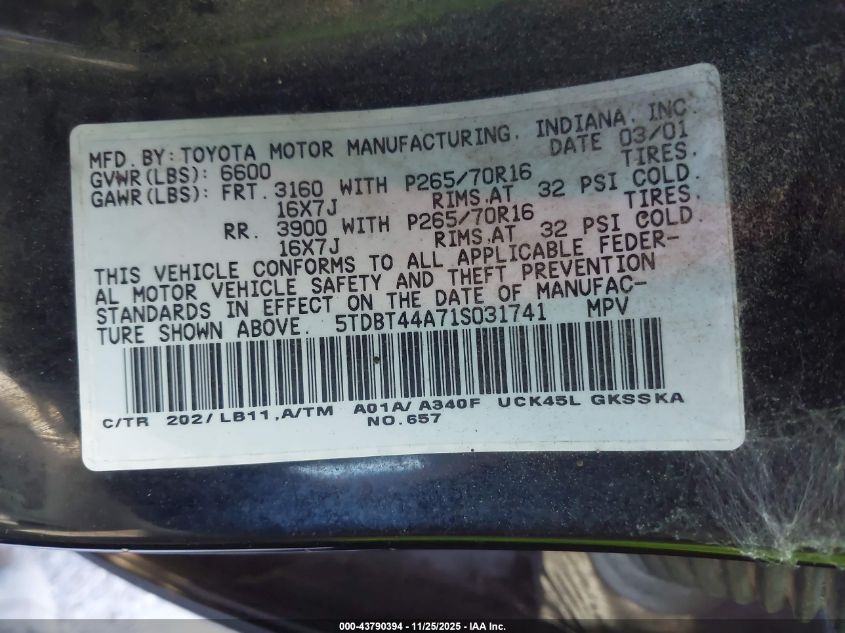 MFD. BY: TOYOTA MOTOR MANUFACTURING, INDIANA, INC.
GVWR(LBS): 6600 DATE 03/01
GAWR(LBS): FRT. 3160 WITH P265/70R16 TIRES.
16X7J RIMS.AT 32 PSI COLD.
RR. 3900 WITH P265/70R16 TIRES.
16X7J RIMS.AT 32 PSI COLD.
THIS VEHICLE CONFORMS TO ALL APPLICABLE FEDER-
AL MOTOR VEHICLE SAFETY AND THEFT PREVENTION
STANDARDS IN EFFECT ON THE DATE OF MANUFAC-
TURE SHOWN ABOVE. 5TDBT44A71S031741 MPV
C/TR 202/ LB11 ,A/TM A01A/ A340F UCK45L GKSSKA
NO.657
000-43790394 - 11/25/2025 - IAA Inc.